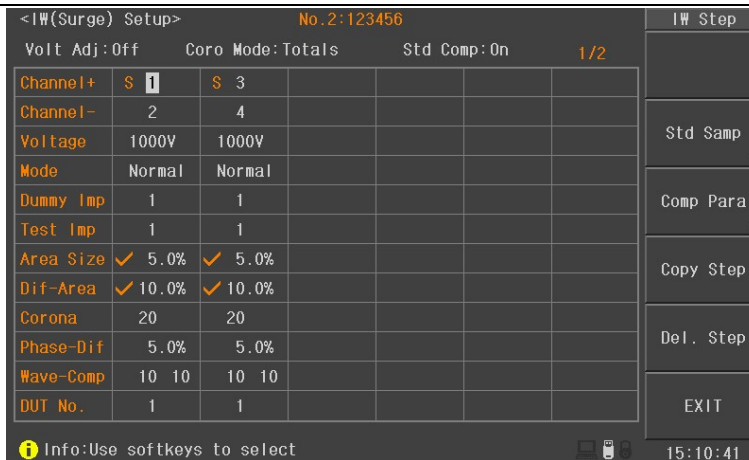 <IW(Surge) Setup> No.2:123456 IW Step
Volt Adj:Off Coro Mode:Totals Std Comp:On 1/2
Channel+ S 1 S 3
Channel- 2 4
Voltage 1000V 1000V
Std Samp
Mode Normal Normal
Dummy Imp 1 1
Comp Para
Test Imp 1 1
Area Size 5.0% 5.0%
Copy Step
Dif-Area 10.0% 10.0%
Corona 20 20
Del. Step
Phase-Dif 5.0% 5.0%
Wave-Comp 10 10 10 10
DUT No. 1 1
EXIT
Info:Use softkeys to select
15:10:41